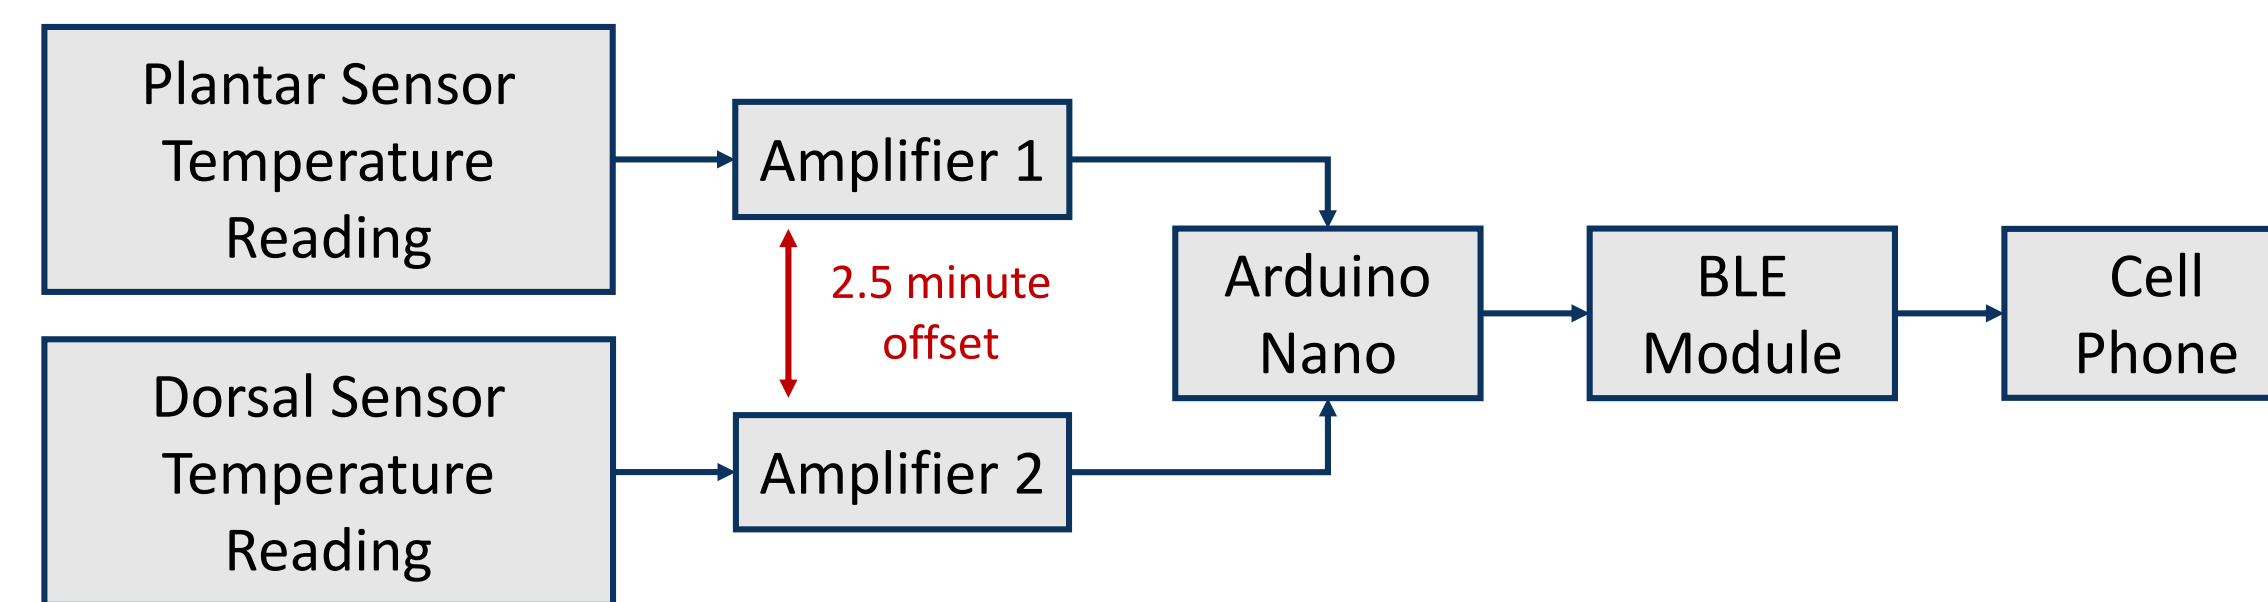 Plantar Sensor
Temperature
Reading
Amplifier 1
2.5 minute
offset
Dorsal Sensor
Temperature
Reading
Amplifier 2
Arduino
Nano
BLE
Module
Cell
Phone